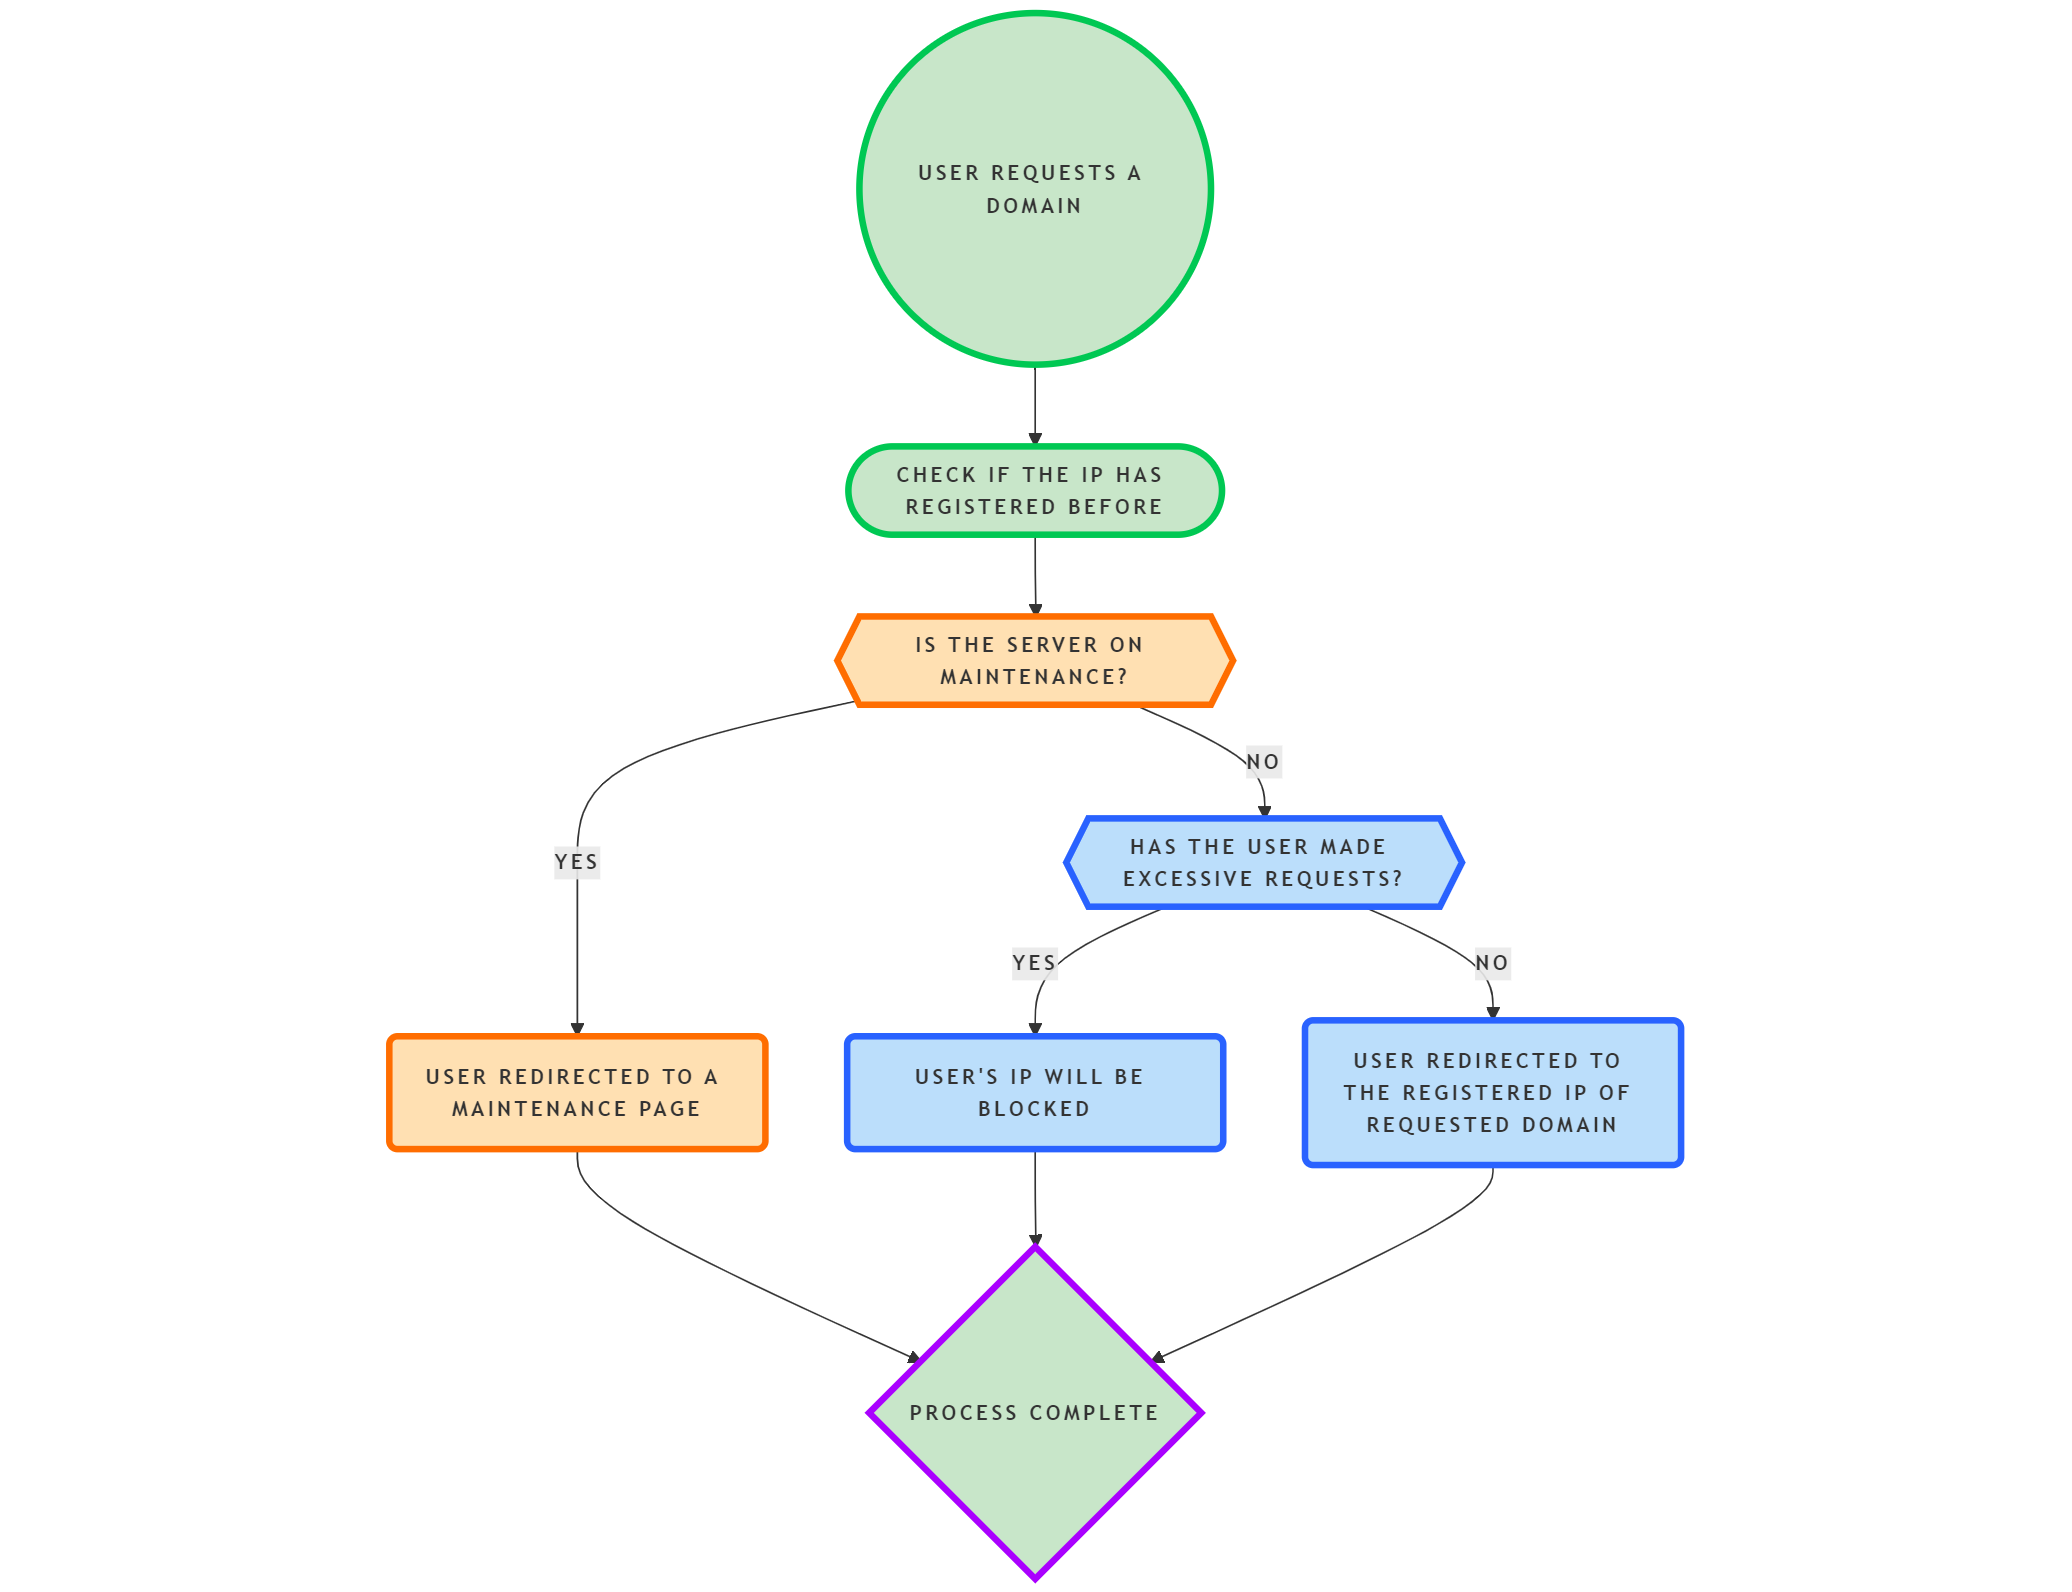 USER REQUESTS A
DOMAIN
CHECK IF THE IP HAS
REGISTERED BEFORE
IS THE SERVER ON
MAINTENANCE?
NO
YES
HAS THE USER MADE
EXCESSIVE REQUESTS?
YES
NO
USER REDIRECTED TO A
MAINTENANCE PAGE
USER'S IP WILL BE
BLOCKED
USER REDIRECTED TO
THE REGISTERED IP OF
REQUESTED DOMAIN
PROCESS COMPLETE